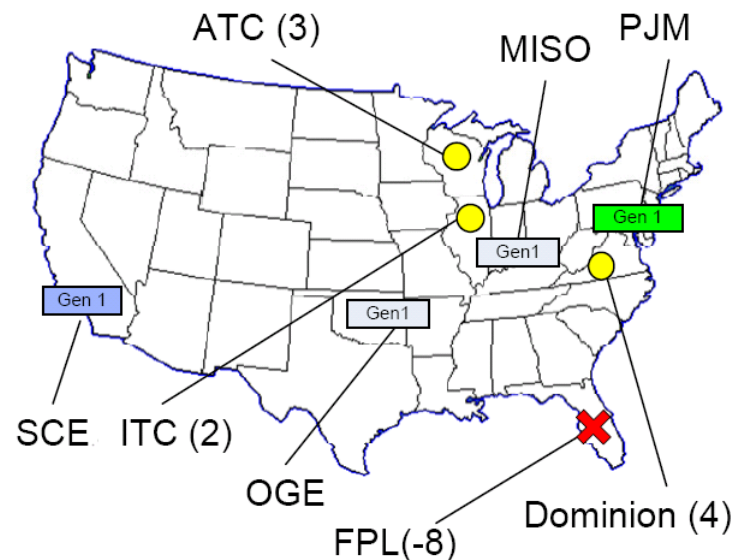 ATC (3)
MISO
PJM
Gen 1
Gen1
Gen 1
Gen1
SCE
ITC (2)
OGE
FPL(-8)
Dominion (4)